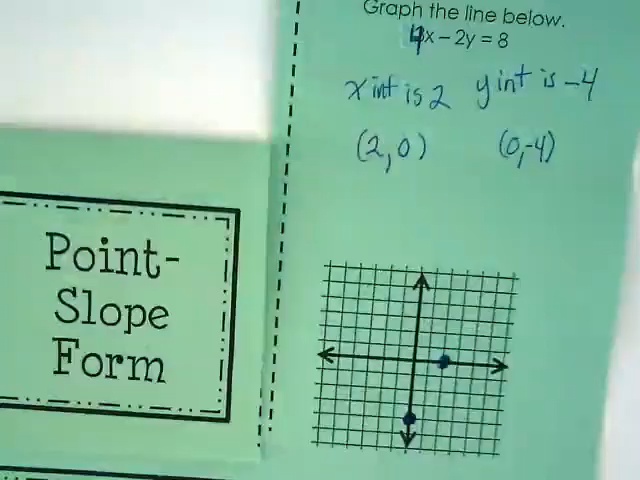 Graph the line below.
4x – 2y = 8
x int is 2 y int is -4
(2,0) (0,-4)
Point-
Slope
Form